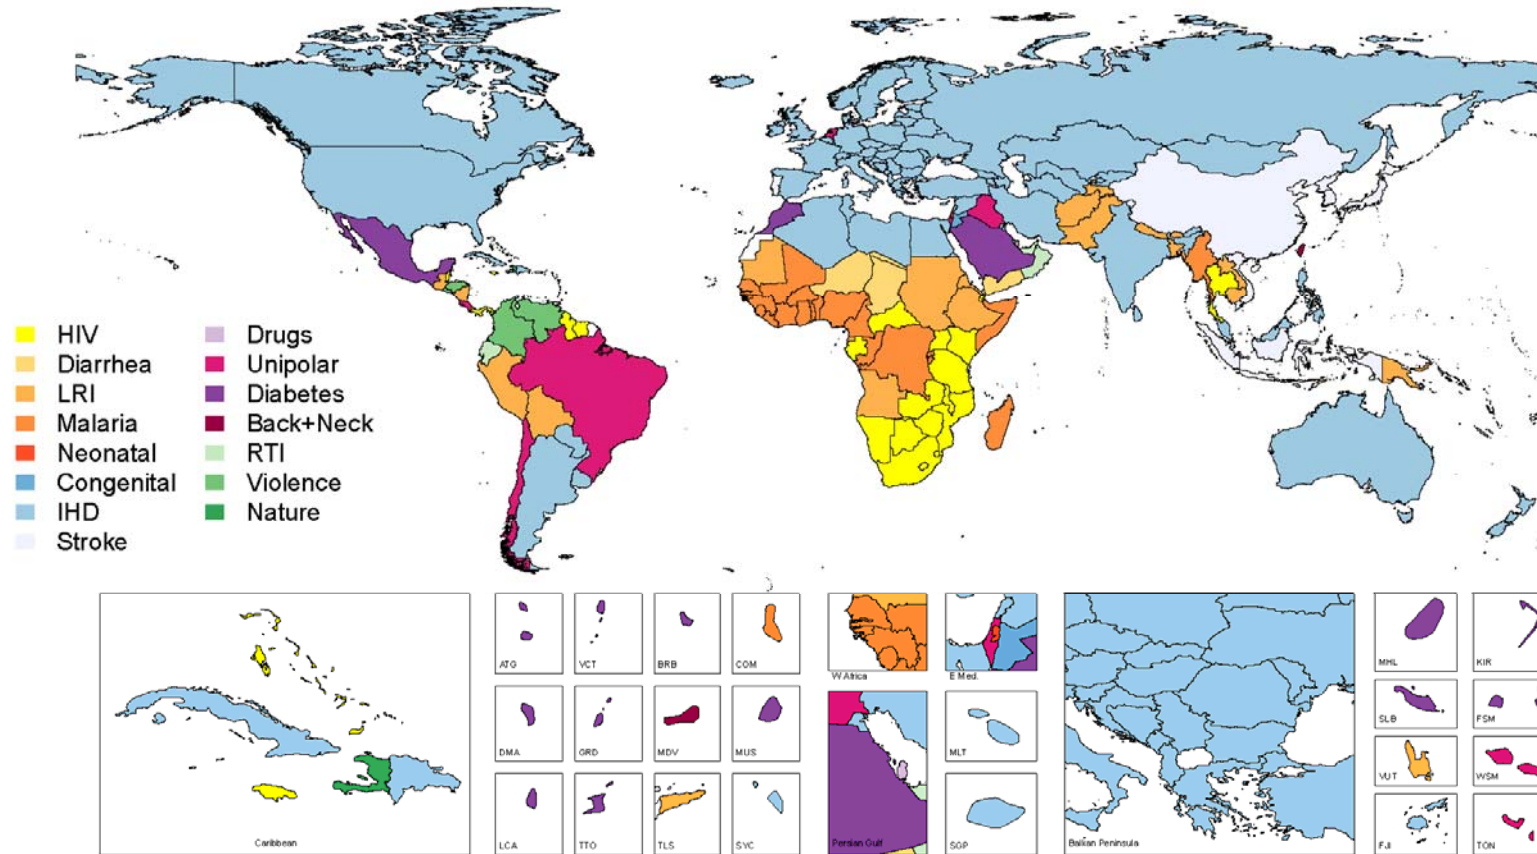 HIV
Diarrhea
LRI
Malaria
Neonatal
Congenital
IHD
Stroke
Drugs
Unipolar
Diabetes
Back+Neck
RTI
Violence
Nature
Caribbean
ATG
VCT
BRB
COM
DMA
GRD
MDV
MUS
LCA
TTO
TLS
SYC
W Africa
E Med.
Persian Gulf
MLT
SGP
Balkan Peninsula
MHL
KIR
SLB
FSM
VUT
WSM
FJI
TON